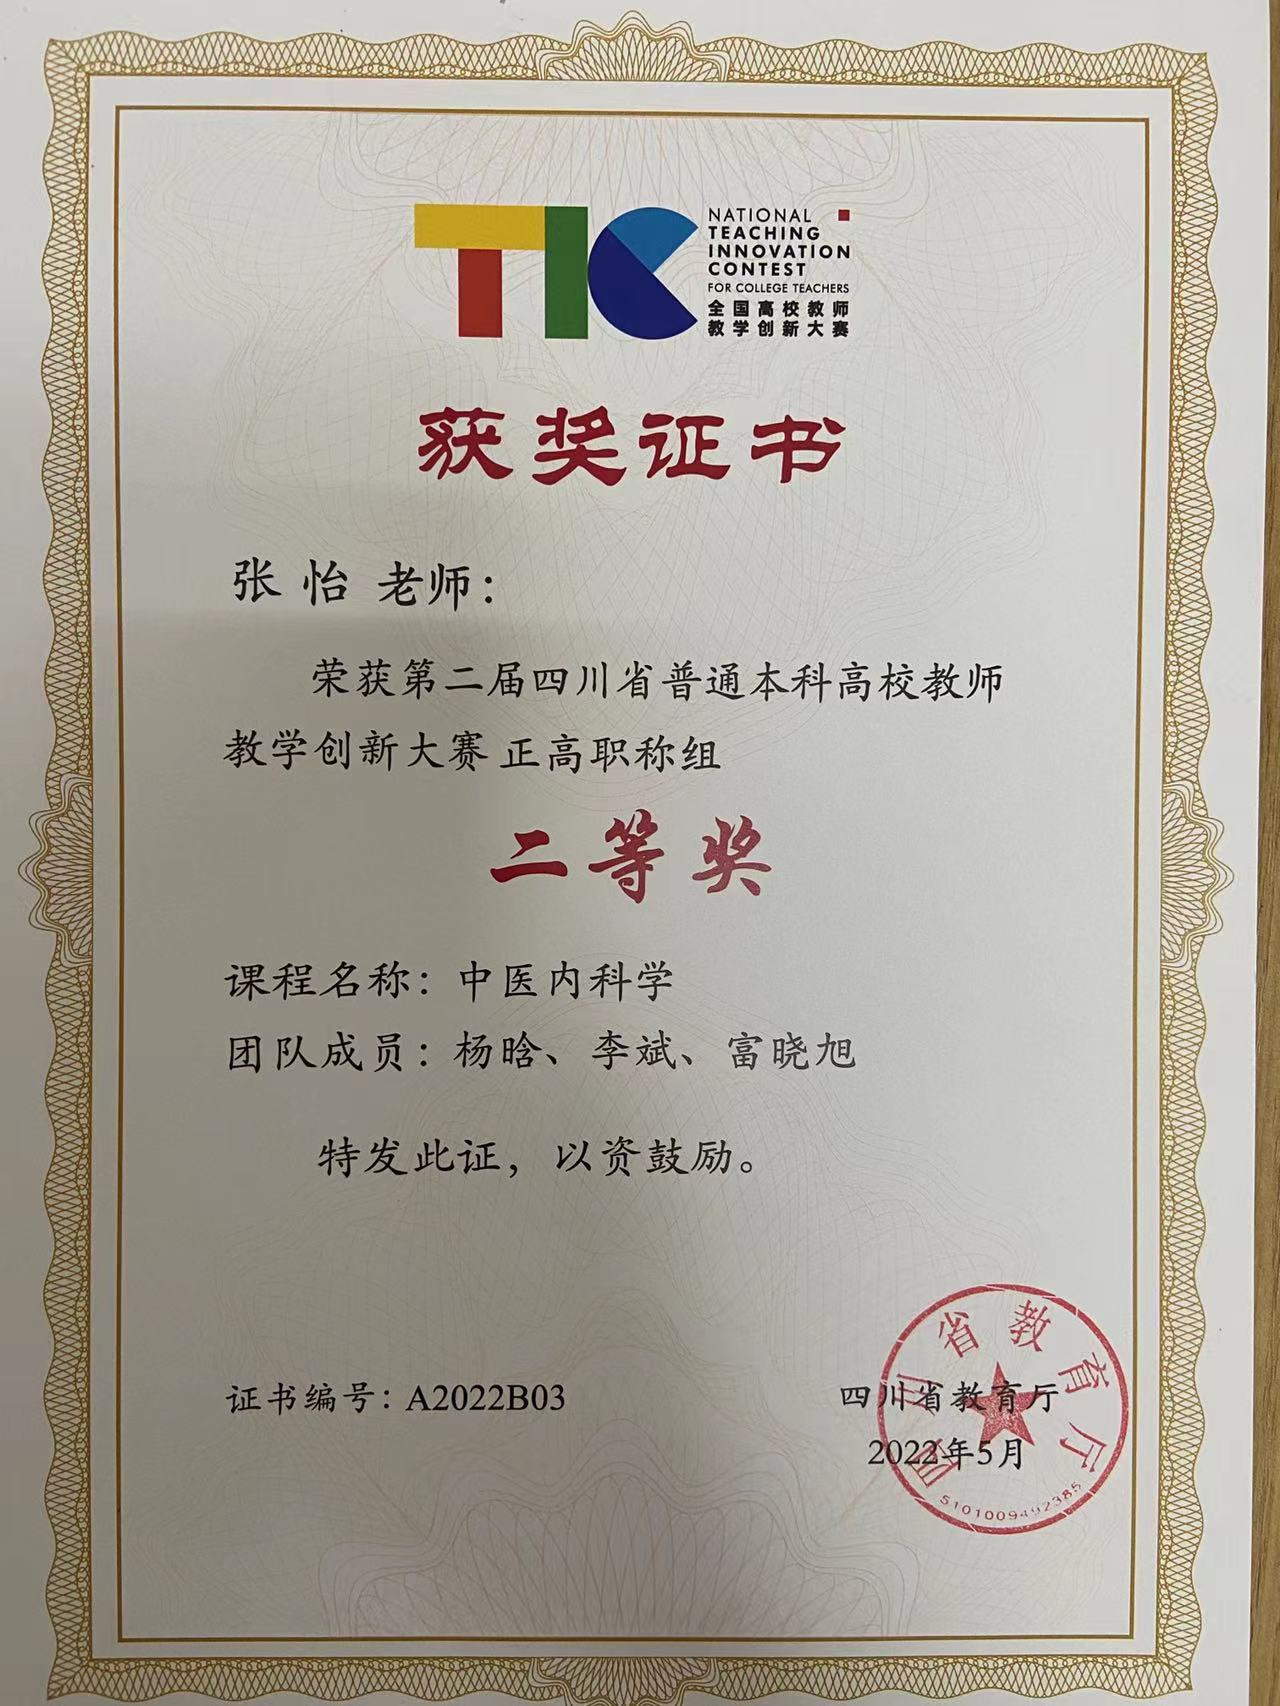 NATIONAL
TEACHING
INNOVATION
CONTEST
FOR COLLEGE TEACHERS
全国高校教师
教学创新大赛
获奖证书
张怡 老师：
荣获第二届四川省普通本科高校教师
教学创新大赛 正高职称组
二等奖
课程名称：中医内科学
团队成员：杨晗、李斌、富晓旭
特发此证，以资鼓励。
证书编号：A2022B03
四川省教育厅
2022年5月
四川省教育厅
5101009492385